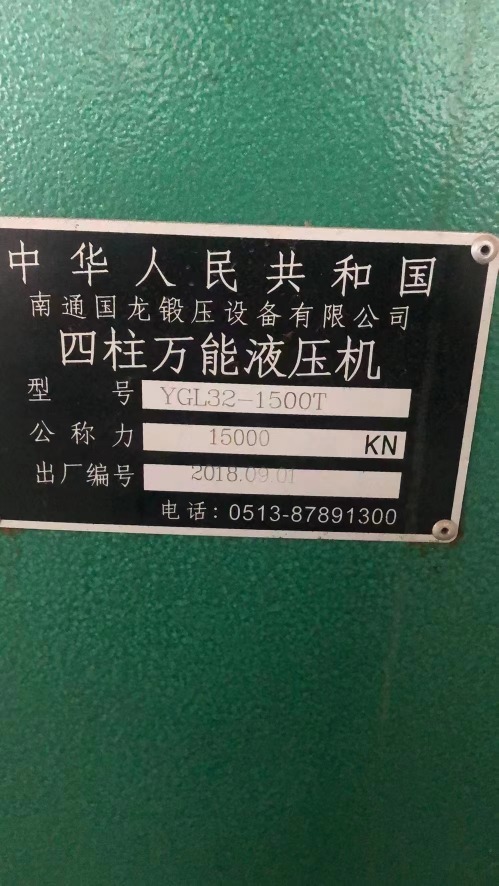 中华人民共和国
南通国龙锻压设备有限公司
四柱万能液压机
型号 YGL32-1500T
公称力 15000 KN
出厂编号 2018.09.01
电话：0513-87891300